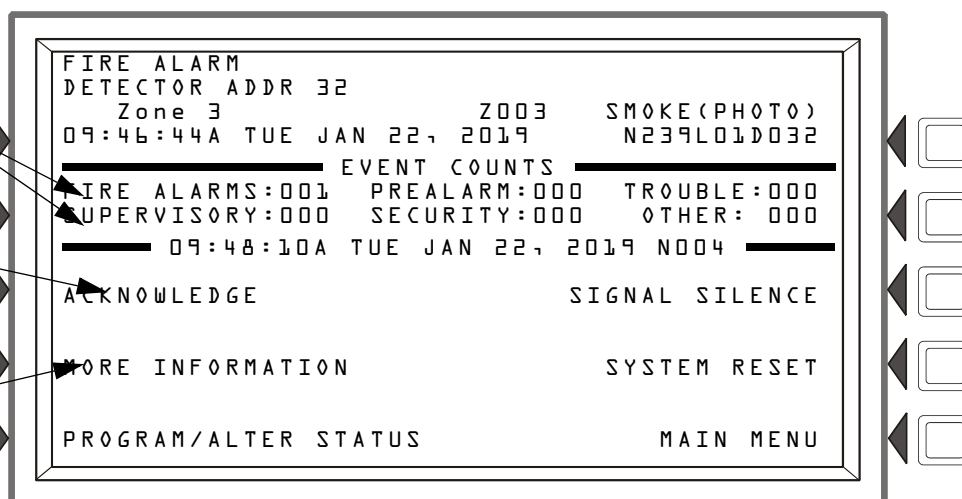 FIRE ALARM
DETECTOR ADDR 32
Zone 3 Z003 SMOKE(PHOTO)
09:46:44A TUE JAN 22, 2019 N239L01D032
EVENT COUNTS
FIRE ALARMS:001 PREALARM:000 TROUBLE:000
SUPERVISORY:000 SECURITY:000 OTHER: 000
09:48:10A TUE JAN 22, 2019 N004
ACKNOWLEDGE SIGNAL SILENCE
MORE INFORMATION SYSTEM RESET
PROGRAM/ALTER STATUS MAIN MENU